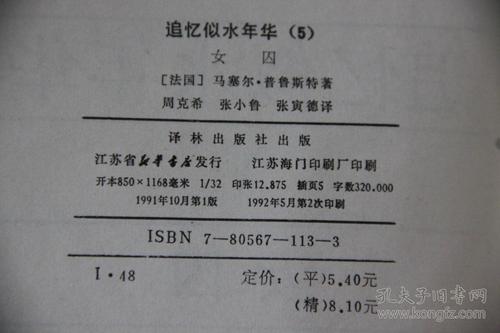 追忆似水年华（5）
女囚
［法国］马塞尔·普鲁斯特著
周克希 张小鲁 张寅德译
译林出版社出版
江苏省新华书店发行 江苏海门印刷厂印刷
开本850×1168毫米 1/32 印张12.875 插页5 字数320.000
1991年10月第1版 1992年5月第2次印刷
ISBN 7—80567—113—3
I·48 定价：（平）5.40元
（精）8.10元
孔夫子旧书网
www.kongfz.com